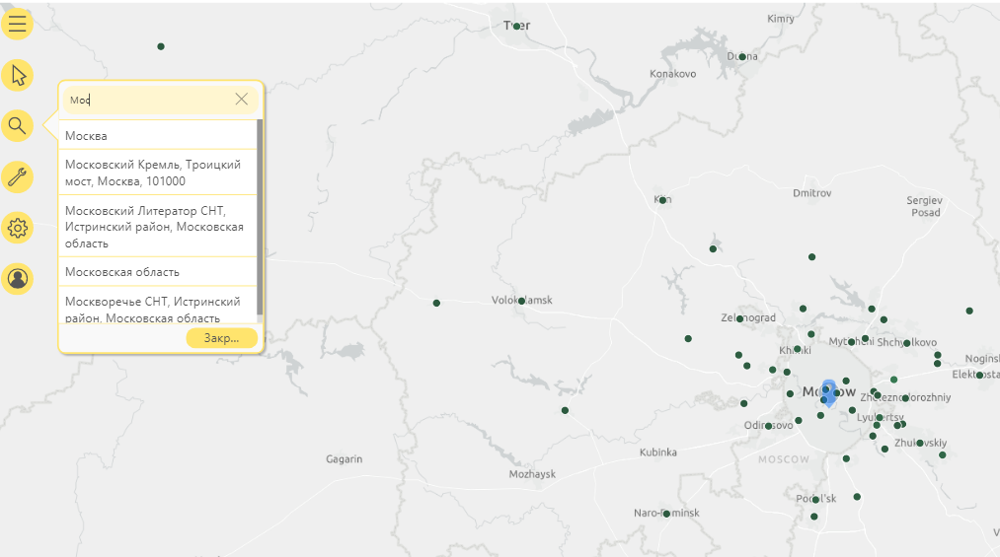 Tver
Kimry
Dubna
Konakovo
Мос
Москва
Московский Кремль, Троицкий
мост, Москва, 101000
Московский Литератор СНТ,
Истринский район, Московская
область
Московская область
Москворечье СНТ, Истринский
район, Московская область
Закр...
Klin
Dmitrov
Sergiev
Posad
Volokolamsk
Zelenograd
Khimki
Mytishchi
Shchyolkovo
Noginsk
Elektrosta
Moscow
Zheleznodorozhniy
Odintsovo
Lyubertsy
Zhukovskiy
Gagarin
Kubinka
MOSCOW
Mozhaysk
Podol'sk
Naro-Fominsk
V